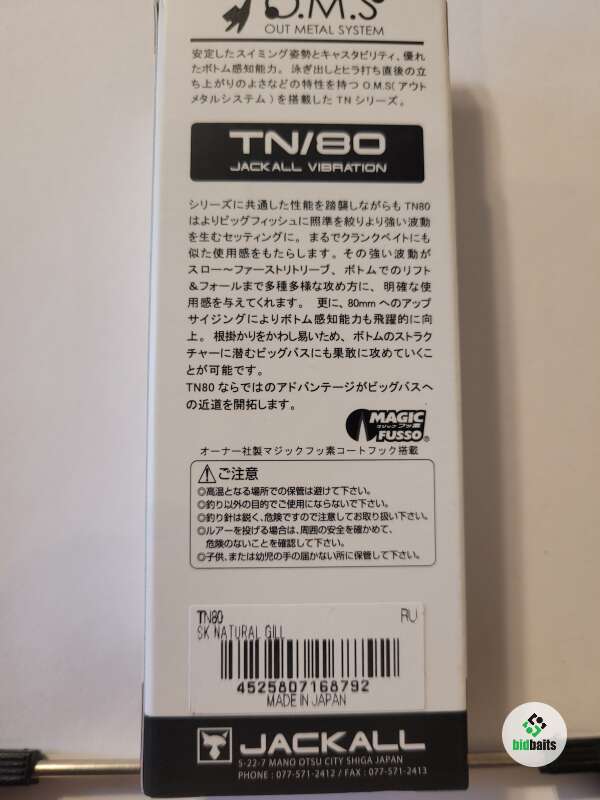 O.M.S
OUT METAL SYSTEM
安定したスイミング姿勢とキャスタビリティ、優れ
たボトム感知能力。 泳ぎ出しとヒラ打ち直後の立
ち上がりのよさなどの特性を持つ O.M.S(アウト
メタルシステム)を搭載した TN シリーズ。
TN/80
JACKALL VIBRATION
シリーズに共通した性能を踏襲しながらも TN80
はよりビッグフィッシュに照準を絞りより強い波動
を生むセッティングに。 まるでクランクベイトにも
似た使用感をもたらします。その強い波動が
スロー〜ファーストリトリーブ、ボトムでのリフト
&フォールまで多種多様な攻め方に、明確な使
用感を与えてくれます。 更に、80mm へのアップ
サイジングによりボトム感知能力も飛躍的に向
上。 根掛かりをかわし易いため、ボトムのストラク
チャーに潜むビッグバスにも果敢に攻めていくこ
とが可能です。
TN80 ならではのアドバンテージがビッグバスへ
の近道を開拓します。
MAGIC
マジックフッ素
FUSSO®
オーナー社製マジックフッ素コートフック搭載
ご注意
◎高温となる場所での保管は避けて下さい。
◎釣り以外の目的でご使用にならないで下さい。
◎釣り針は鋭く、危険ですので注意してお取り扱い下さい。
◎ルアーを投げる場合は、周囲の安全を確かめて、
危険のないことを確認して下さい。
◎子供、または幼児の手の届かない所に保管して下さい。
TN80 RU
SK NATURAL GILL
4525807168792
MADE IN JAPAN
JACKALL
5-22-7 MANO OTSU CITY SHIGA JAPAN
PHONE : 077-571-2412 / FAX : 077-571-2413
bidbaits